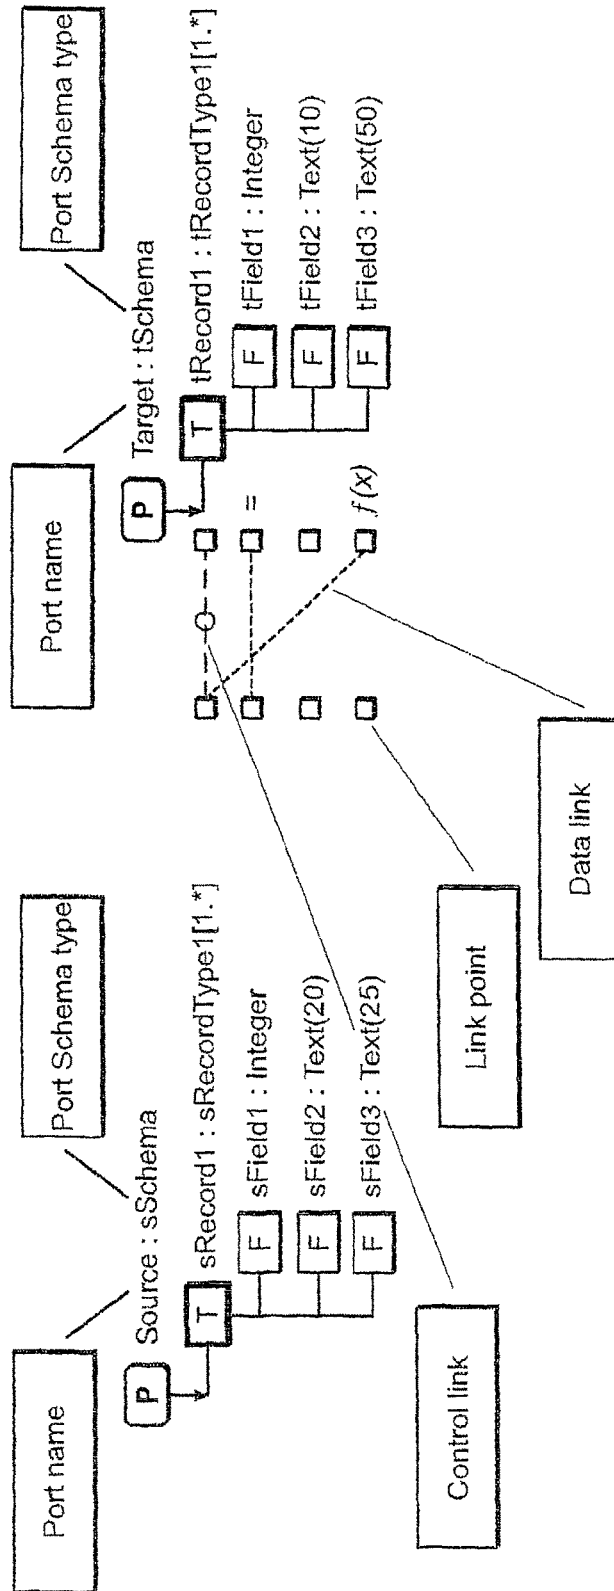 Port name
Port Schema type
Port name
Port Schema type
P
Source : sSchema
P
Target : tSchema
T
sRecord1 : sRecordType1[1.*]
T
tRecord1 : tRecordType1[1.*]
F
sField1 : Integer
=
F
tField1 : Integer
F
sField2 : Text(20)
F
tField2 : Text(10)
F
sField3 : Text(25)
f(x)
F
tField3 : Text(50)
Control link
Link point
Data link